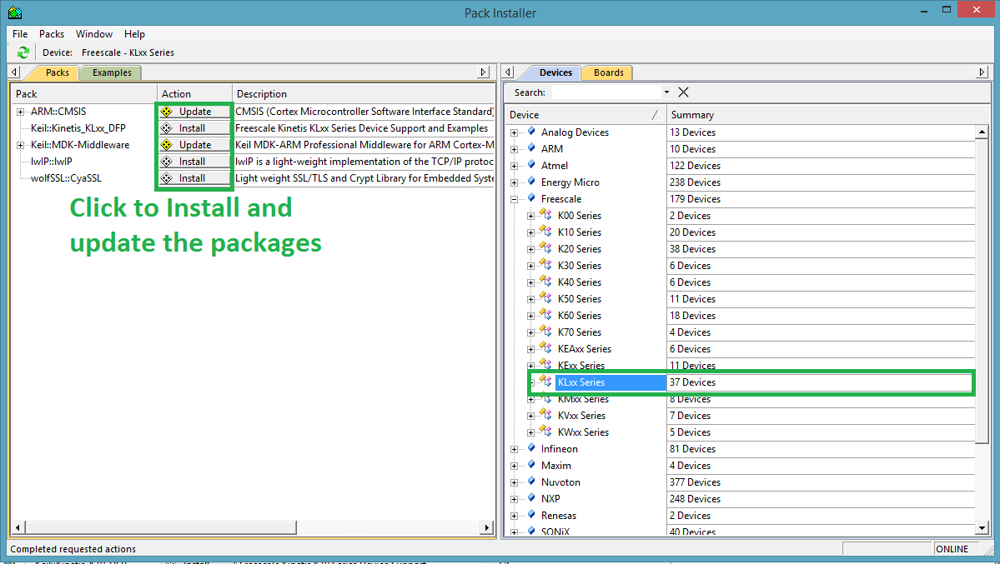 Pack Installer
File Packs Window Help
Device: Freescale - KLxx Series
Packs Examples
Pack Action Description
ARM::CMSIS Update CMSIS (Cortex Microcontroller Software Interface Standard)
Keil::Kinetis_KLxx_DFP Install Freescale Kinetis KLxx Series Device Support and Examples
Keil::MDK-Middleware Update Keil MDK-ARM Professional Middleware for ARM Cortex-M
lwIP::lwIP Install lwIP is a light-weight implementation of the TCP/IP protoc
wolfSSL::CyaSSL Install Light weight SSL/TLS and Crypt Library for Embedded Syste
Click to Install and
update the packages
Devices Boards
Search:
Device Summary
Analog Devices 13 Devices
ARM 10 Devices
Atmel 122 Devices
Energy Micro 238 Devices
Freescale 179 Devices
K00 Series 2 Devices
K10 Series 20 Devices
K20 Series 38 Devices
K30 Series 6 Devices
K40 Series 6 Devices
K50 Series 11 Devices
K60 Series 18 Devices
K70 Series 4 Devices
KEAxx Series 6 Devices
KExx Series 11 Devices
KLxx Series 37 Devices
KMxx Series 8 Devices
KVxx Series 7 Devices
KWxx Series 5 Devices
Infineon 81 Devices
Maxim 4 Devices
Nuvoton 377 Devices
NXP 248 Devices
Renesas 2 Devices
SONiX 40 Devices
Completed requested actions
ONLINE